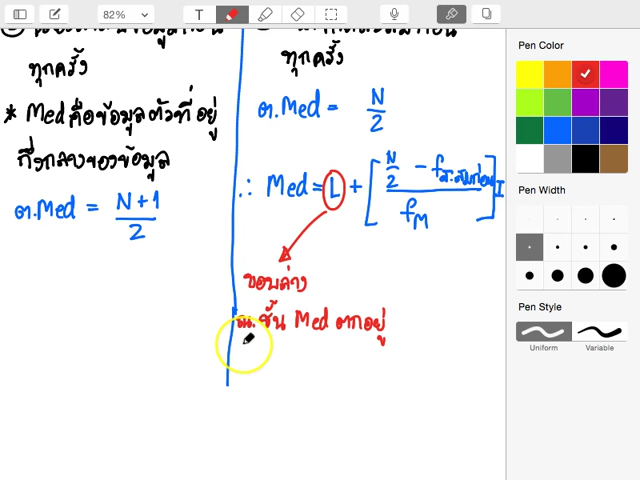 82%
T
ทุกครั้ง
* Med คือข้อมูลตัวที่อยู่
กึ่งกลางของข้อมูล
ต.Med = N+1
2
ทุกครั้ง
ต.Med = N
2
∴ Med = L + [ N/2 - fส.สมก่อน
fM ] I
ขอบล่าง
ณ.ชั้น Med ตกอยู่
Pen Color
Pen Width
Pen Style
Uniform Variable